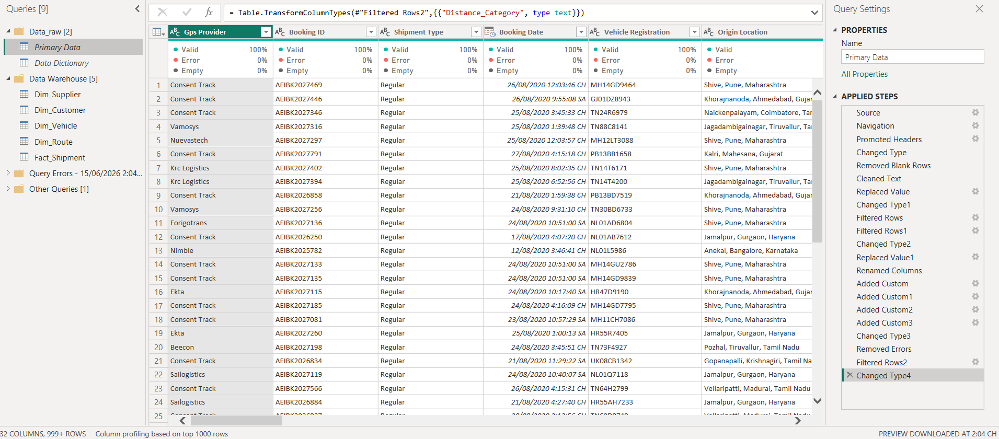 Queries [9]
Data_raw [2]
Primary Data
Data Dictionary
Data Warehouse [5]
Dim_Supplier
Dim_Customer
Dim_Vehicle
Dim_Route
Fact_Shipment
Query Errors - 15/06/2026 2:04...
Other Queries [1]
fx
= Table.TransformColumnTypes(#"Filtered Rows2",{{"Distance_Category", type text}})
ABC Gps Provider ABC Booking ID ABC Shipment Type Booking Date ABC Vehicle Registration ABC Origin Location
Valid 100% Valid 100% Valid 100% Valid 100% Valid 100% Valid
Error 0% Error 0% Error 0% Error 0% Error 0% Error
Empty 0% Empty 0% Empty 0% Empty 0% Empty 0% Empty
1 Consent Track AEIBK2027469 Regular 26/08/2020 12:03:46 CH MH14GD9464 Shive, Pune, Maharashtra
2 Consent Track AEIBK2027446 Regular 26/08/2020 9:55:08 SA GJ01DZ8943 Khorajnanoda, Ahmedabad, Gujar
3 Consent Track AEIBK2027346 Regular 25/08/2020 3:45:33 CH TN24R6979 Naickenpalayam, Coimbatore, Tar
4 Vamosys AEIBK2027316 Regular 25/08/2020 1:39:48 CH TN88C8141 Jagadambigainagar, Tiruvallur, Ta
5 Nuevastech AEIBK2027297 Regular 25/08/2020 12:03:57 CH MH12LT3088 Shive, Pune, Maharashtra
6 Consent Track AEIBK2027791 Regular 27/08/2020 4:15:18 CH PB13BB1658 Kalri, Mahesana, Gujarat
7 Krc Logistics AEIBK2027402 Regular 25/08/2020 8:02:35 CH TN14T6171 Shive, Pune, Maharashtra
8 Krc Logistics AEIBK2027394 Regular 25/08/2020 6:52:56 CH TN14T4200 Jagadambigainagar, Tiruvallur, Ta
9 Consent Track AEIBK2026858 Regular 21/08/2020 1:59:38 CH PB13BD7519 Khorajnanoda, Ahmedabad, Gujar
10 Vamosys AEIBK2027256 Regular 24/08/2020 9:31:10 CH TN30BD6733 Shive, Pune, Maharashtra
11 Forigotrans AEIBK2027136 Regular 24/08/2020 10:51:00 SA NL01AD6804 Shive, Pune, Maharashtra
12 Consent Track AEIBK2026250 Regular 17/08/2020 4:07:20 CH NL01AB7612 Jamalpur, Gurgaon, Haryana
13 Nimble AEIBK2025782 Regular 12/08/2020 3:46:41 CH NL01L5986 Anekal, Bangalore, Karnataka
14 Consent Track AEIBK2027133 Regular 24/08/2020 10:51:00 SA MH14GU2786 Shive, Pune, Maharashtra
15 Consent Track AEIBK2027135 Regular 24/08/2020 10:51:00 SA MH14GD9839 Shive, Pune, Maharashtra
16 Ekta AEIBK2027115 Regular 24/08/2020 10:17:40 SA HR47D9190 Khorajnanoda, Ahmedabad, Gujar
17 Consent Track AEIBK2027185 Regular 24/08/2020 4:16:09 CH MH14GD7795 Shive, Pune, Maharashtra
18 Consent Track AEIBK2027081 Regular 23/08/2020 10:57:29 SA MH11CH7086 Shive, Pune, Maharashtra
19 Ekta AEIBK2027260 Regular 25/08/2020 1:00:13 SA HR55R7405 Jamalpur, Gurgaon, Haryana
20 Beecon AEIBK2027198 Regular 24/08/2020 3:45:51 CH TN73F4927 Pozhal, Tiruvallur, Tamil Nadu
21 Consent Track AEIBK2026834 Regular 21/08/2020 11:29:22 SA UK08CB1342 Gopanapalli, Krishnagiri, Tamil Na
22 Sailogistics AEIBK2027119 Regular 24/08/2020 10:40:07 SA NL01Q7118 Jamalpur, Gurgaon, Haryana
23 Consent Track AEIBK2027566 Regular 26/08/2020 4:15:31 CH TN64H2799 Vellaripatti, Madurai, Tamil Nadu
24 Sailogistics AEIBK2026884 Regular 21/08/2020 4:27:40 CH HR55AH7233 Jamalpur, Gurgaon, Haryana
25
32 COLUMNS, 999+ ROWS Column profiling based on top 1000 rows
Query Settings
PROPERTIES
Name
Primary Data
All Properties
APPLIED STEPS
Source
Navigation
Promoted Headers
Changed Type
Removed Blank Rows
Cleaned Text
Replaced Value
Changed Type1
Filtered Rows
Filtered Rows1
Changed Type2
Replaced Value1
Renamed Columns
Added Custom
Added Custom1
Added Custom2
Added Custom3
Changed Type3
Removed Errors
Filtered Rows2
Changed Type4
PREVIEW DOWNLOADED AT 2:04 CH